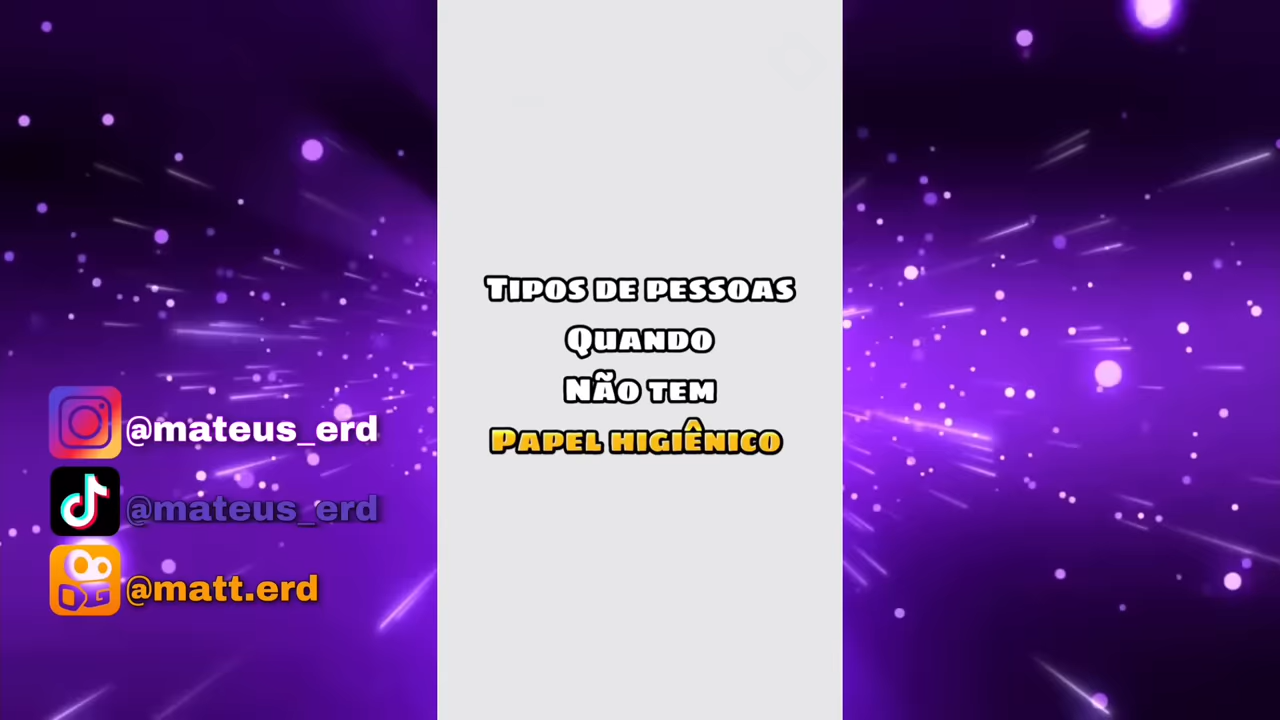 Tipos de pessoas
Quando
Não tem
Papel higiênico
@mateus_erd
@mateus_erd
@matt.erd